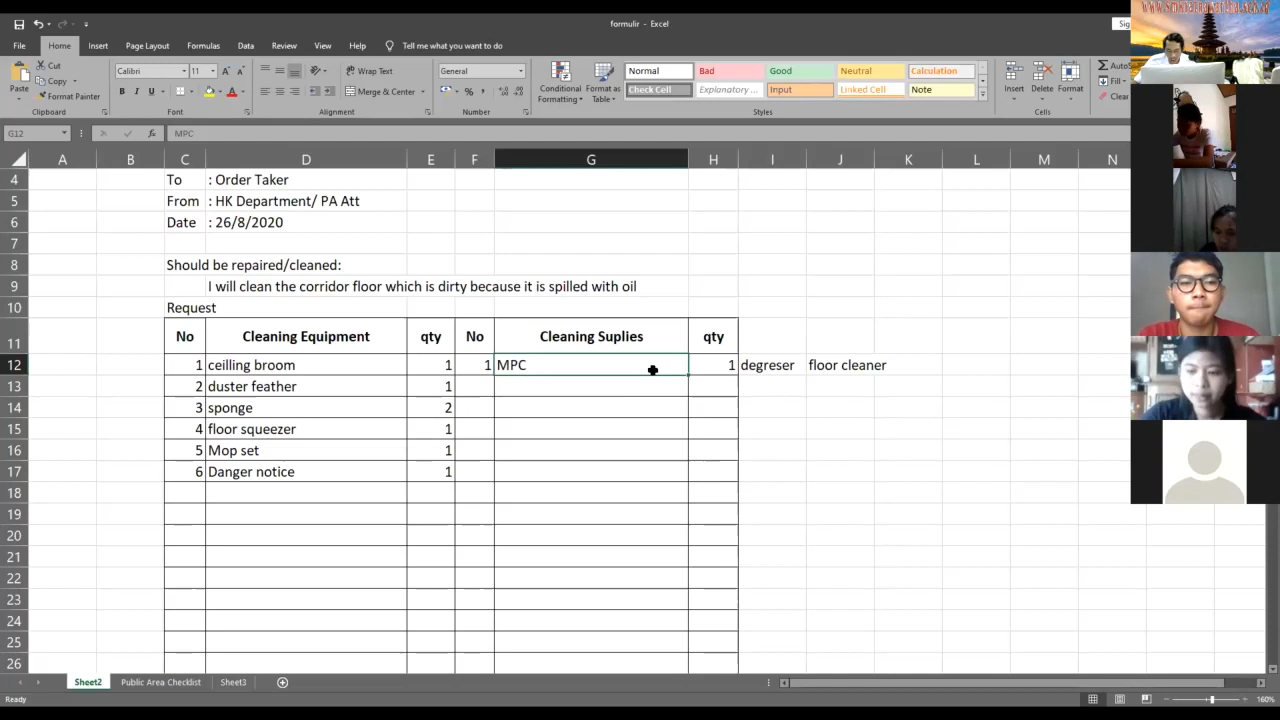 formulir - Excel
File Home Insert Page Layout Formulas Data Review View Help Tell me what you want to do
Paste
Cut
Copy
Format Painter
Clipboard
Calibri 11
B I U
Font
Wrap Text
Merge & Center
Alignment
General
Number
Conditional Formatting
Format as Table
Normal Bad Good Neutral Calculation
Check Cell Explanatory ... Input Linked Cell Note
Styles
Insert Delete Format
Cells
Fill
Clear
G12 fx MPC
A B C D E F G H I J K L M N
4 To : Order Taker
5 From : HK Department/ PA Att
6 Date : 26/8/2020
7
8 Should be repaired/cleaned:
9 I will clean the corridor floor which is dirty because it is spilled with oil
10 Request
11 No Cleaning Equipment qty No Cleaning Suplies qty
12 1 ceilling broom 1 1 MPC 1 degreser floor cleaner
13 2 duster feather 1
14 3 sponge 2
15 4 floor squeezer 1
16 5 Mop set 1
17 6 Danger notice 1
18
19
20
21
22
23
24
25
26
Sheet2 Public Area Checklist Sheet3
Ready 160%